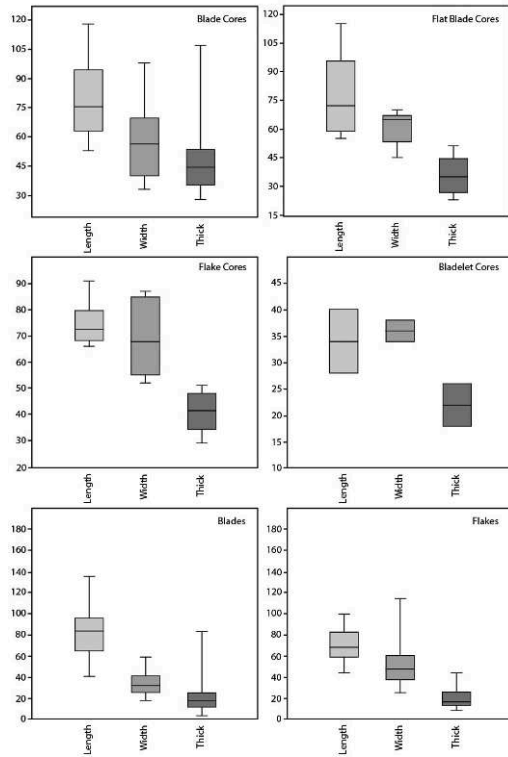 Blade Cores
120
105
90
75
60
45
30
Length
Width
Thick
Flat Blade Cores
120
105
90
75
60
45
30
15
Length
Width
Thick
Flake Cores
90
80
70
60
50
40
30
20
Length
Width
Thick
Bladelet Cores
45
40
35
30
25
20
15
10
Length
Width
Thick
Blades
180
160
140
120
100
80
60
40
20
0
Length
Width
Thick
Flakes
180
160
140
120
100
80
60
40
20
0
Length
Width
Thick